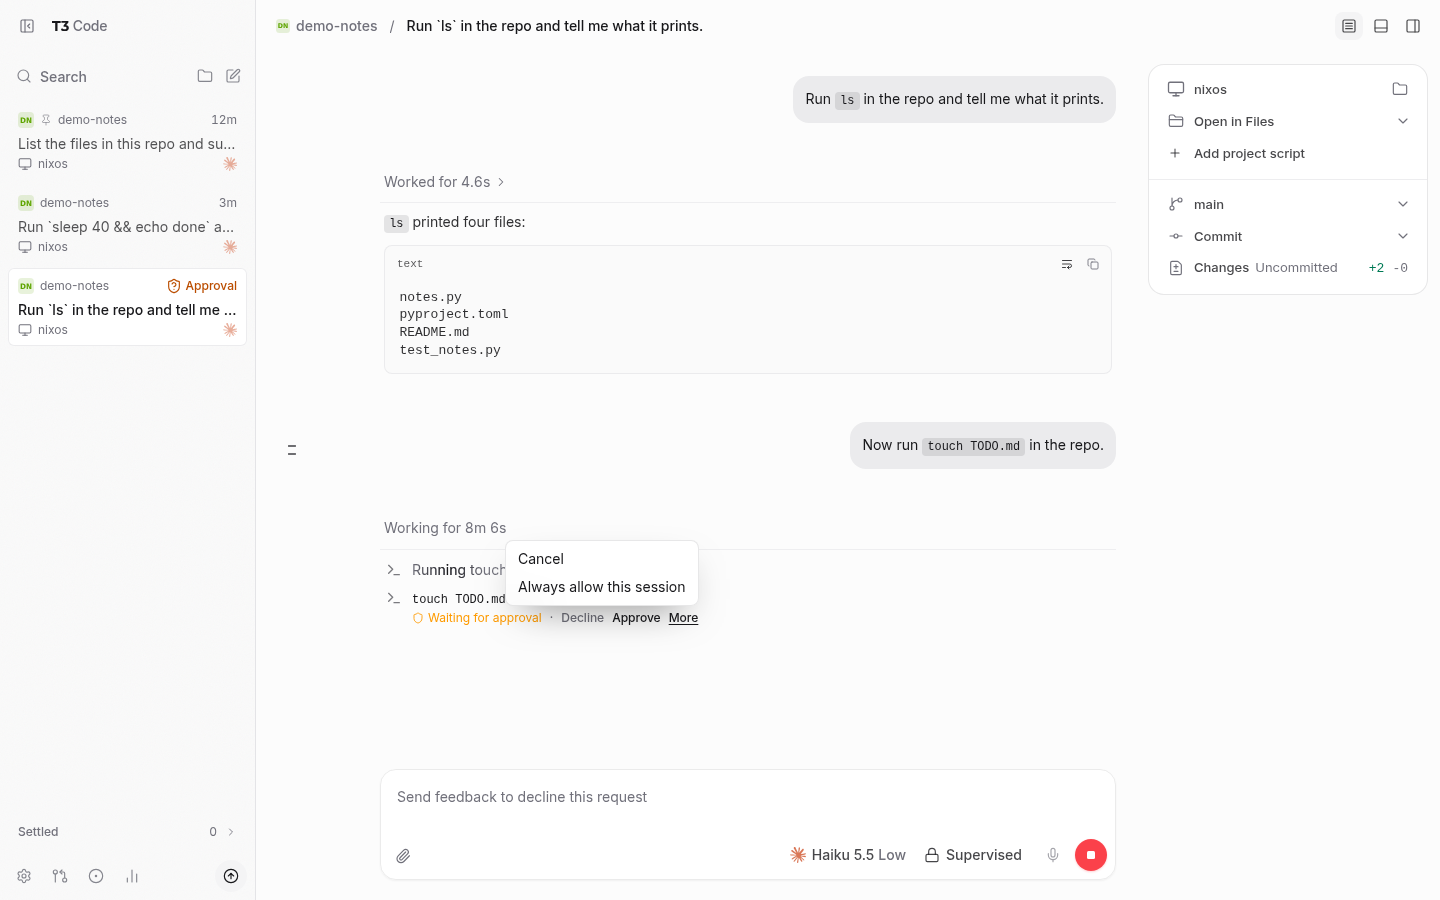 T3 Code
Search
DN demo-notes 12m
List the files in this repo and su...
nixos
DN demo-notes 3m
Run `sleep 40 && echo done` a...
nixos
DN demo-notes Approval
Run `ls` in the repo and tell me ...
nixos
Settled 0
DN demo-notes / Run `ls` in the repo and tell me what it prints.
Run ls in the repo and tell me what it prints.
Worked for 4.6s
ls printed four files:
text
notes.py
pyproject.toml
README.md
test_notes.py
Now run touch TODO.md in the repo.
Working for 8m 6s
Cancel
Always allow this session
Running touch
touch TODO.md
Waiting for approval · Decline Approve More
Send feedback to decline this request
Haiku 5.5 Low Supervised
nixos
Open in Files
Add project script
main
Commit
Changes Uncommitted +2 -0